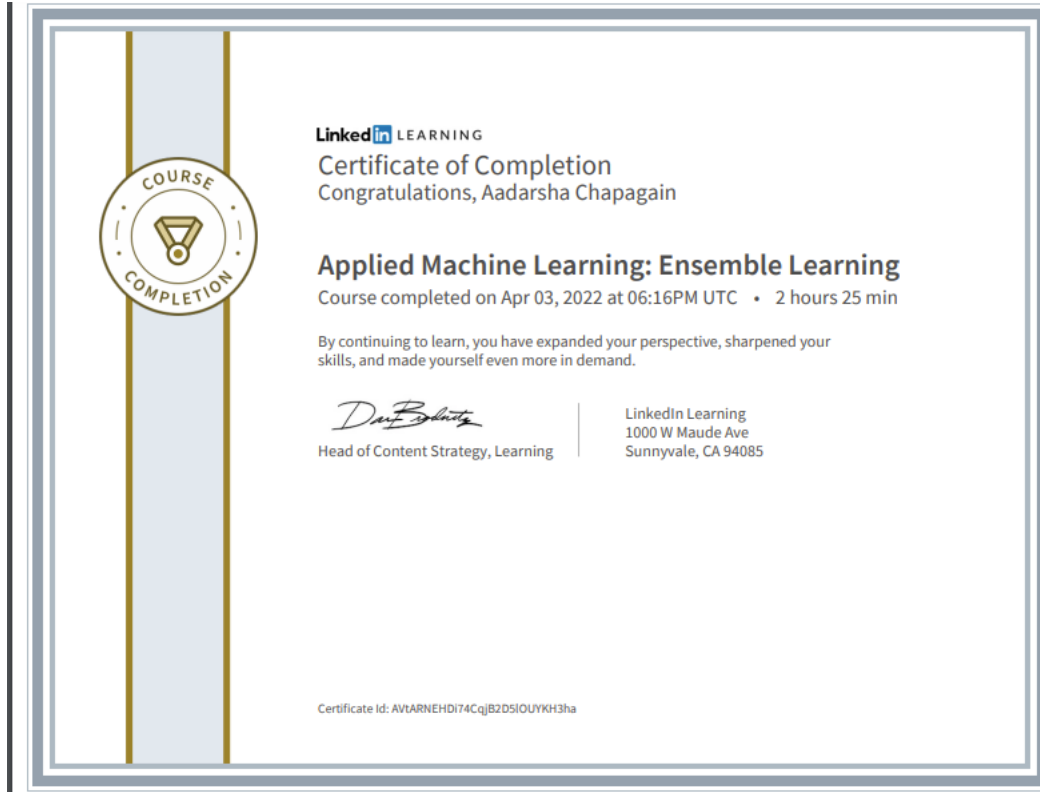 COURSE
COMPLETION
Linked in LEARNING
Certificate of Completion
Congratulations, Aadarsha Chapagain
Applied Machine Learning: Ensemble Learning
Course completed on Apr 03, 2022 at 06:16PM UTC • 2 hours 25 min
By continuing to learn, you have expanded your perspective, sharpened your
skills, and made yourself even more in demand.
Head of Content Strategy, Learning
LinkedIn Learning
1000 W Maude Ave
Sunnyvale, CA 94085
Certificate Id: AVtARNEHDi74CqjB2D5lOUYKH3ha